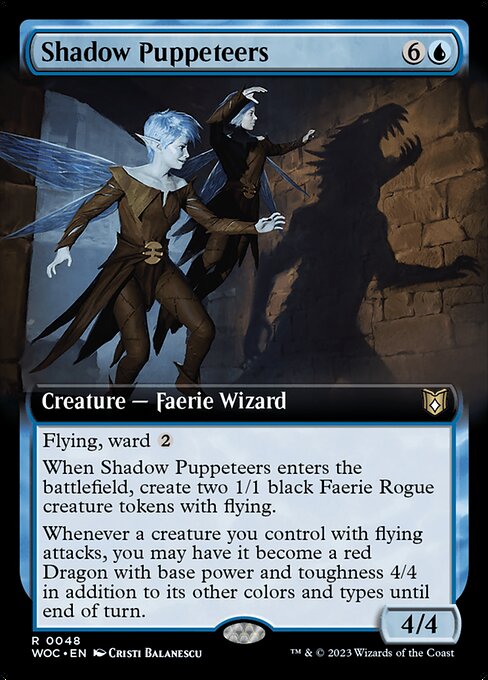 Shadow Puppeteers 6
Creature — Faerie Wizard
Flying, ward 2
When Shadow Puppeteers enters the
battlefield, create two 1/1 black Faerie Rogue
creature tokens with flying.
Whenever a creature you control with flying
attacks, you may have it become a red
Dragon with base power and toughness 4/4
in addition to its other colors and types until
end of turn.
4/4
R 0048
WOC • EN Cristi Balanescu
™ & © 2023 Wizards of the Coast